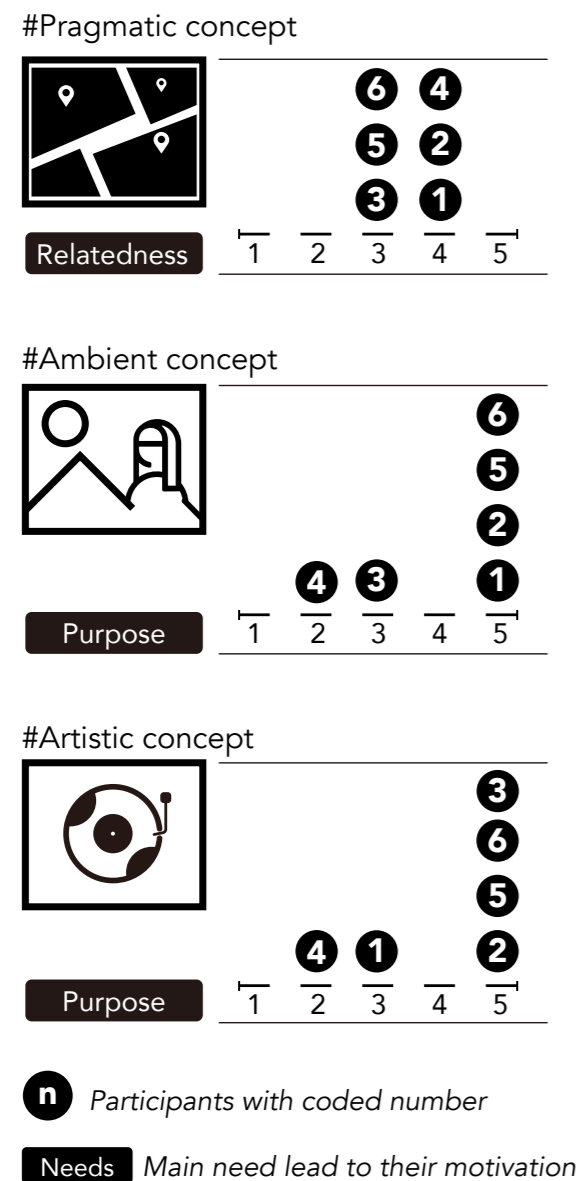 #Pragmatic concept
6 4
5 2
3 1
Relatedness 1 2 3 4 5
#Ambient concept
6
5
2
4 3 1
Purpose 1 2 3 4 5
#Artistic concept
3
6
5
4 1 2
Purpose 1 2 3 4 5
n Participants with coded number
Needs Main need lead to their motivation